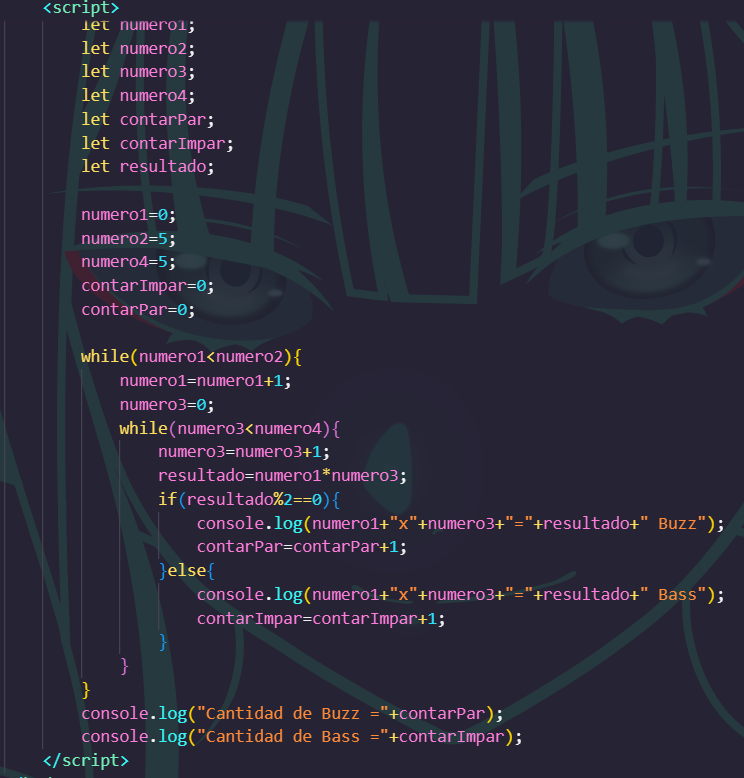 <script>
let numero1;
let numero2;
let numero3;
let numero4;
let contarPar;
let contarImpar;
let resultado;
numero1=0;
numero2=5;
numero4=5;
contarImpar=0;
contarPar=0;
while(numero1<numero2){
numero1=numero1+1;
numero3=0;
while(numero3<numero4){
numero3=numero3+1;
resultado=numero1*numero3;
if(resultado%2==0){
console.log(numero1+"x"+numero3+"="+resultado+" Buzz");
contarPar=contarPar+1;
}else{
console.log(numero1+"x"+numero3+"="+resultado+" Bass");
contarImpar=contarImpar+1;
}
}
}
console.log("Cantidad de Buzz ="+contarPar);
console.log("Cantidad de Bass ="+contarImpar);
</script>